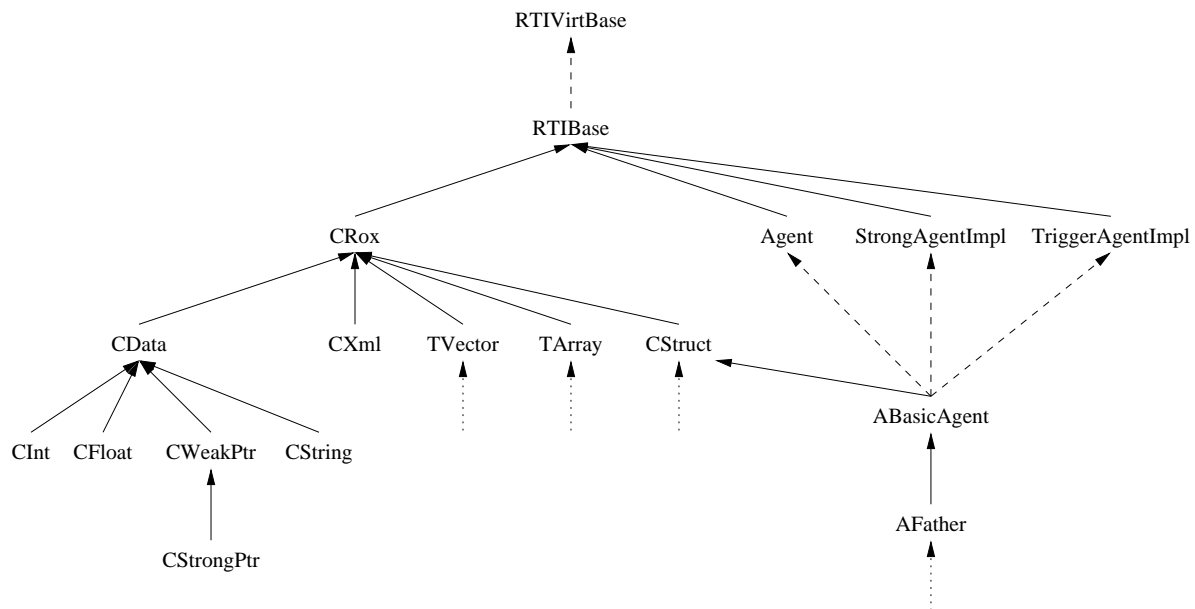 RTIVirtBase
RTIBase
CRox Agent StrongAgentImpl TriggerAgentImpl
CData CXml TVector TArray CStruct
ABasicAgent
CInt CFloat CWeakPtr CString
AFather
CStrongPtr